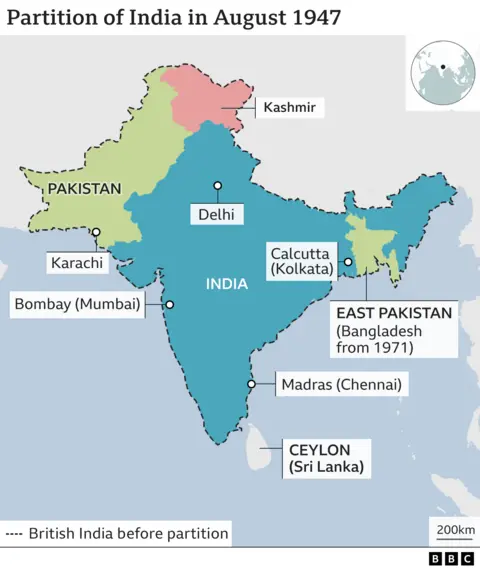 Partition of India in August 1947
Kashmir
PAKISTAN
Delhi
Karachi
Calcutta
(Kolkata)
INDIA
Bombay (Mumbai)
EAST PAKISTAN
(Bangladesh
from 1971)
Madras (Chennai)
CEYLON
(Sri Lanka)
British India before partition
200km
BBC